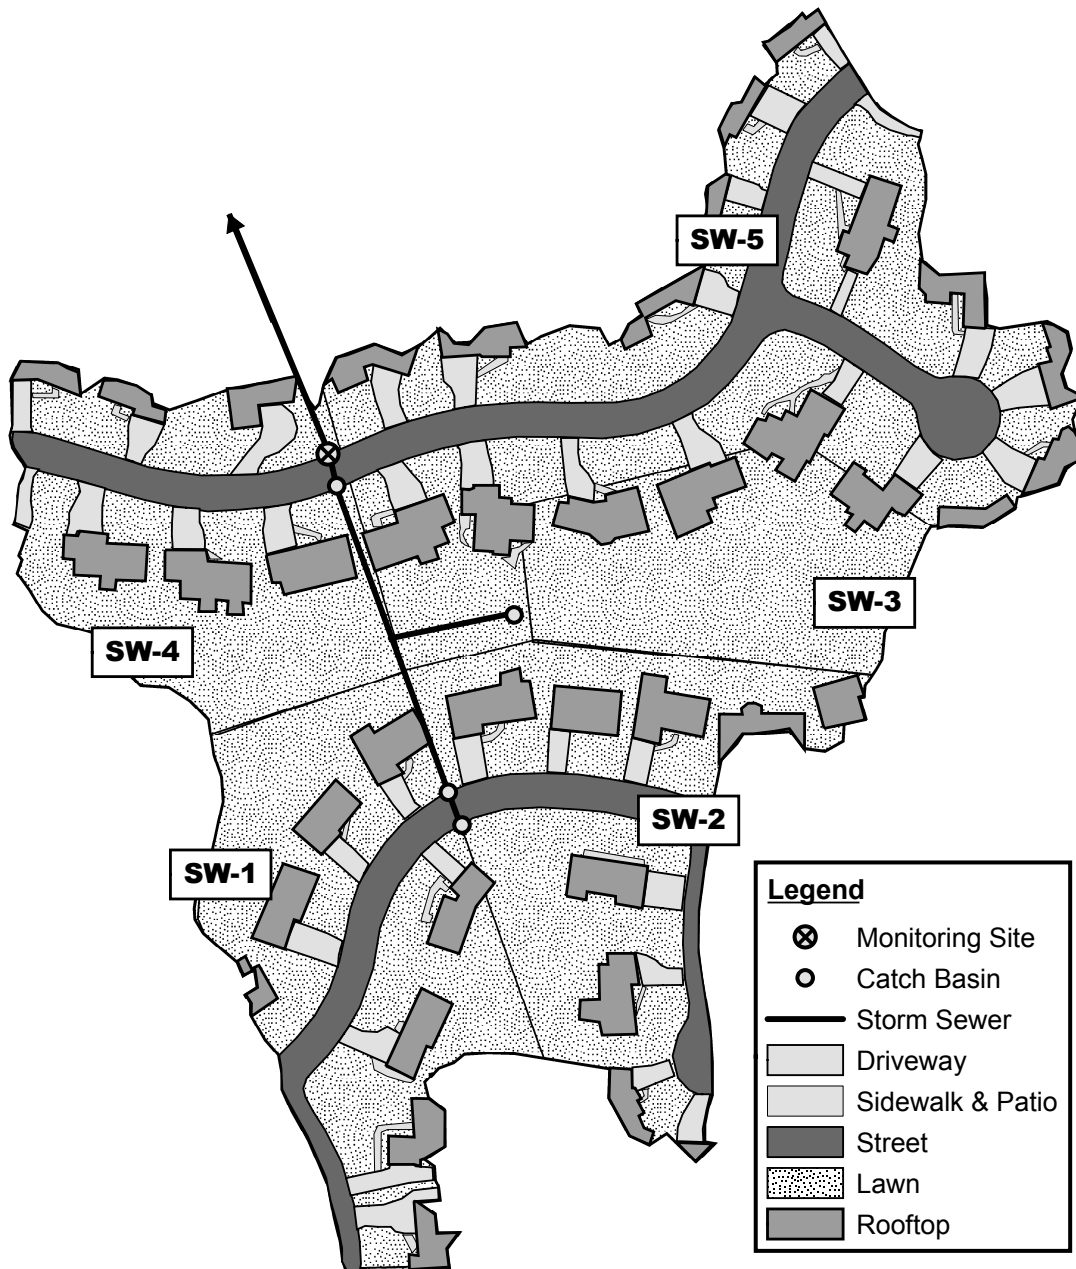 SW-5
SW-3
SW-4
SW-2
SW-1
Legend
Monitoring Site
Catch Basin
Storm Sewer
Driveway
Sidewalk & Patio
Street
Lawn
Rooftop